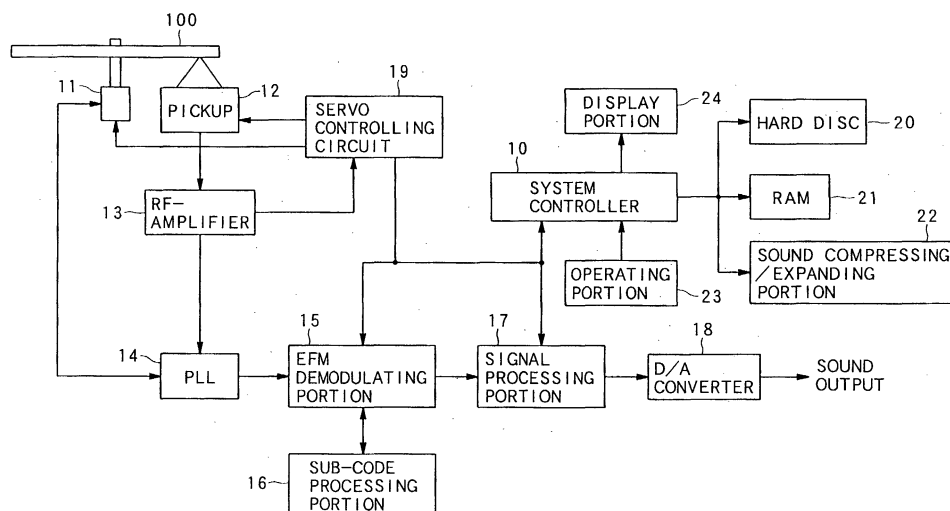 100
11
12
PICKUP
19
SERVO
CONTROLLING
CIRCUIT
DISPLAY
PORTION
24
HARD DISC
20
10
SYSTEM
CONTROLLER
RAM
21
13
RF-
AMPLIFIER
22
SOUND COMPRESSING
/EXPANDING
PORTION
OPERATING
PORTION
23
14
PLL
15
EFM
DEMODULATING
PORTION
17
SIGNAL
PROCESSING
PORTION
18
D/A
CONVERTER
SOUND
OUTPUT
16
SUB-CODE
PROCESSING
PORTION